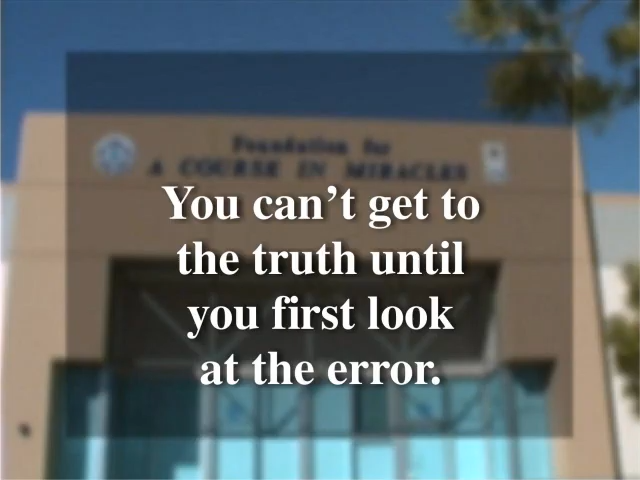 Foundation for
A COURSE IN MIRACLES
You can't get to
the truth until
you first look
at the error.